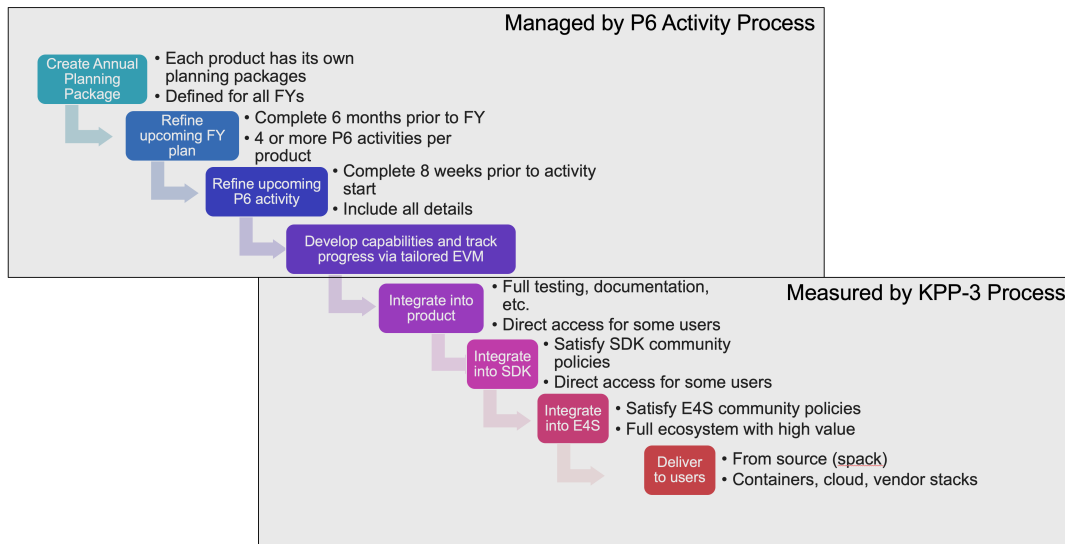 Managed by P6 Activity Process
Create Annual
Planning
Package
• Each product has its own
planning packages
• Defined for all FYs
Refine
upcoming FY
plan
• Complete 6 months prior to FY
• 4 or more P6 activities per
product
Refine upcoming
P6 activity
• Complete 8 weeks prior to activity
start
• Include all details
Develop capabilities and track
progress via tailored EVM
Measured by KPP-3 Process
Integrate into
product
• Full testing, documentation,
etc.
• Direct access for some users
Integrate
into SDK
• Satisfy SDK community
policies
• Direct access for some users
Integrate
into E4S
• Satisfy E4S community policies
• Full ecosystem with high value
Deliver
to users
• From source (spack)
• Containers, cloud, vendor stacks